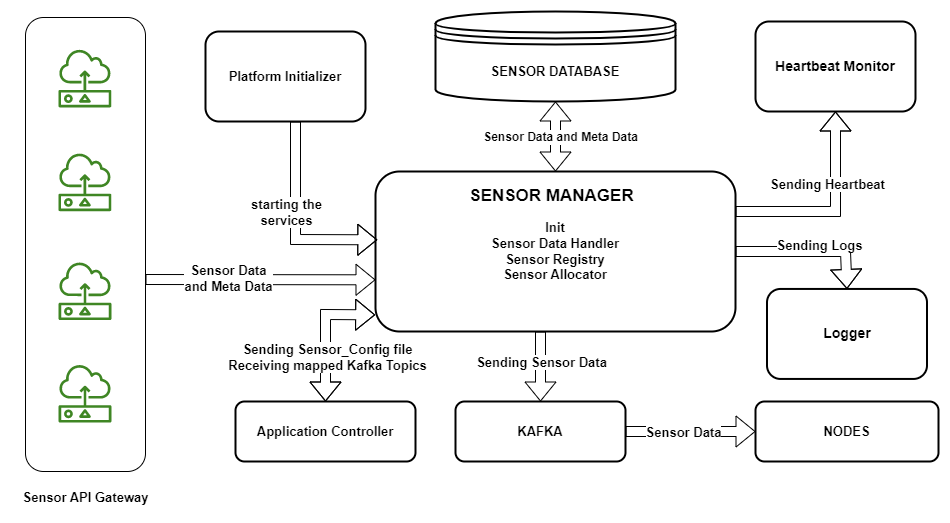 Platform Initializer
SENSOR DATABASE
Heartbeat Monitor
Sensor Data and Meta Data
Sending Heartbeat
SENSOR MANAGER
Init
Sensor Data Handler
Sensor Registry
Sensor Allocator
starting the
services
Sending Logs
Sensor Data
and Meta Data
Logger
Sending Sensor_Config file
Receiving mapped Kafka Topics
Sending Sensor Data
Application Controller
KAFKA
Sensor Data
NODES
Sensor API Gateway